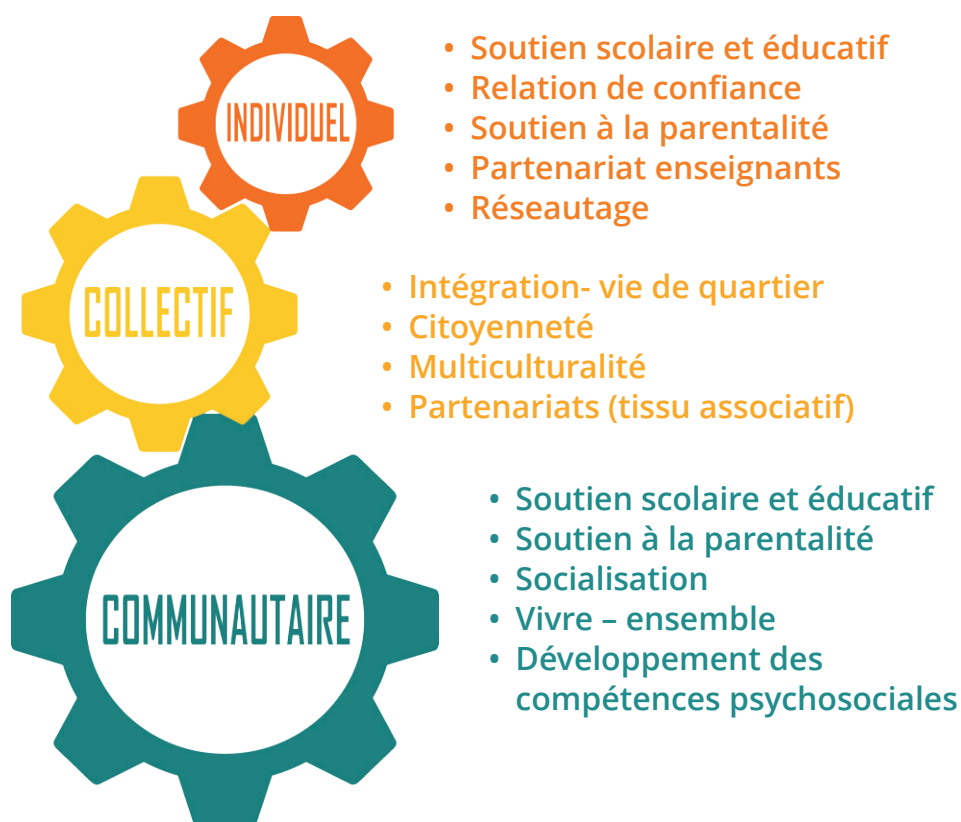 INDIVIDUEL
• Soutien scolaire et éducatif
• Relation de confiance
• Soutien à la parentalité
• Partenariat enseignants
• Réseautage
COLLECTIF
• Intégration- vie de quartier
• Citoyenneté
• Multiculturalité
• Partenariats (tissu associatif)
COMMUNAUTAIRE
• Soutien scolaire et éducatif
• Soutien à la parentalité
• Socialisation
• Vivre – ensemble
• Développement des
compétences psychosociales